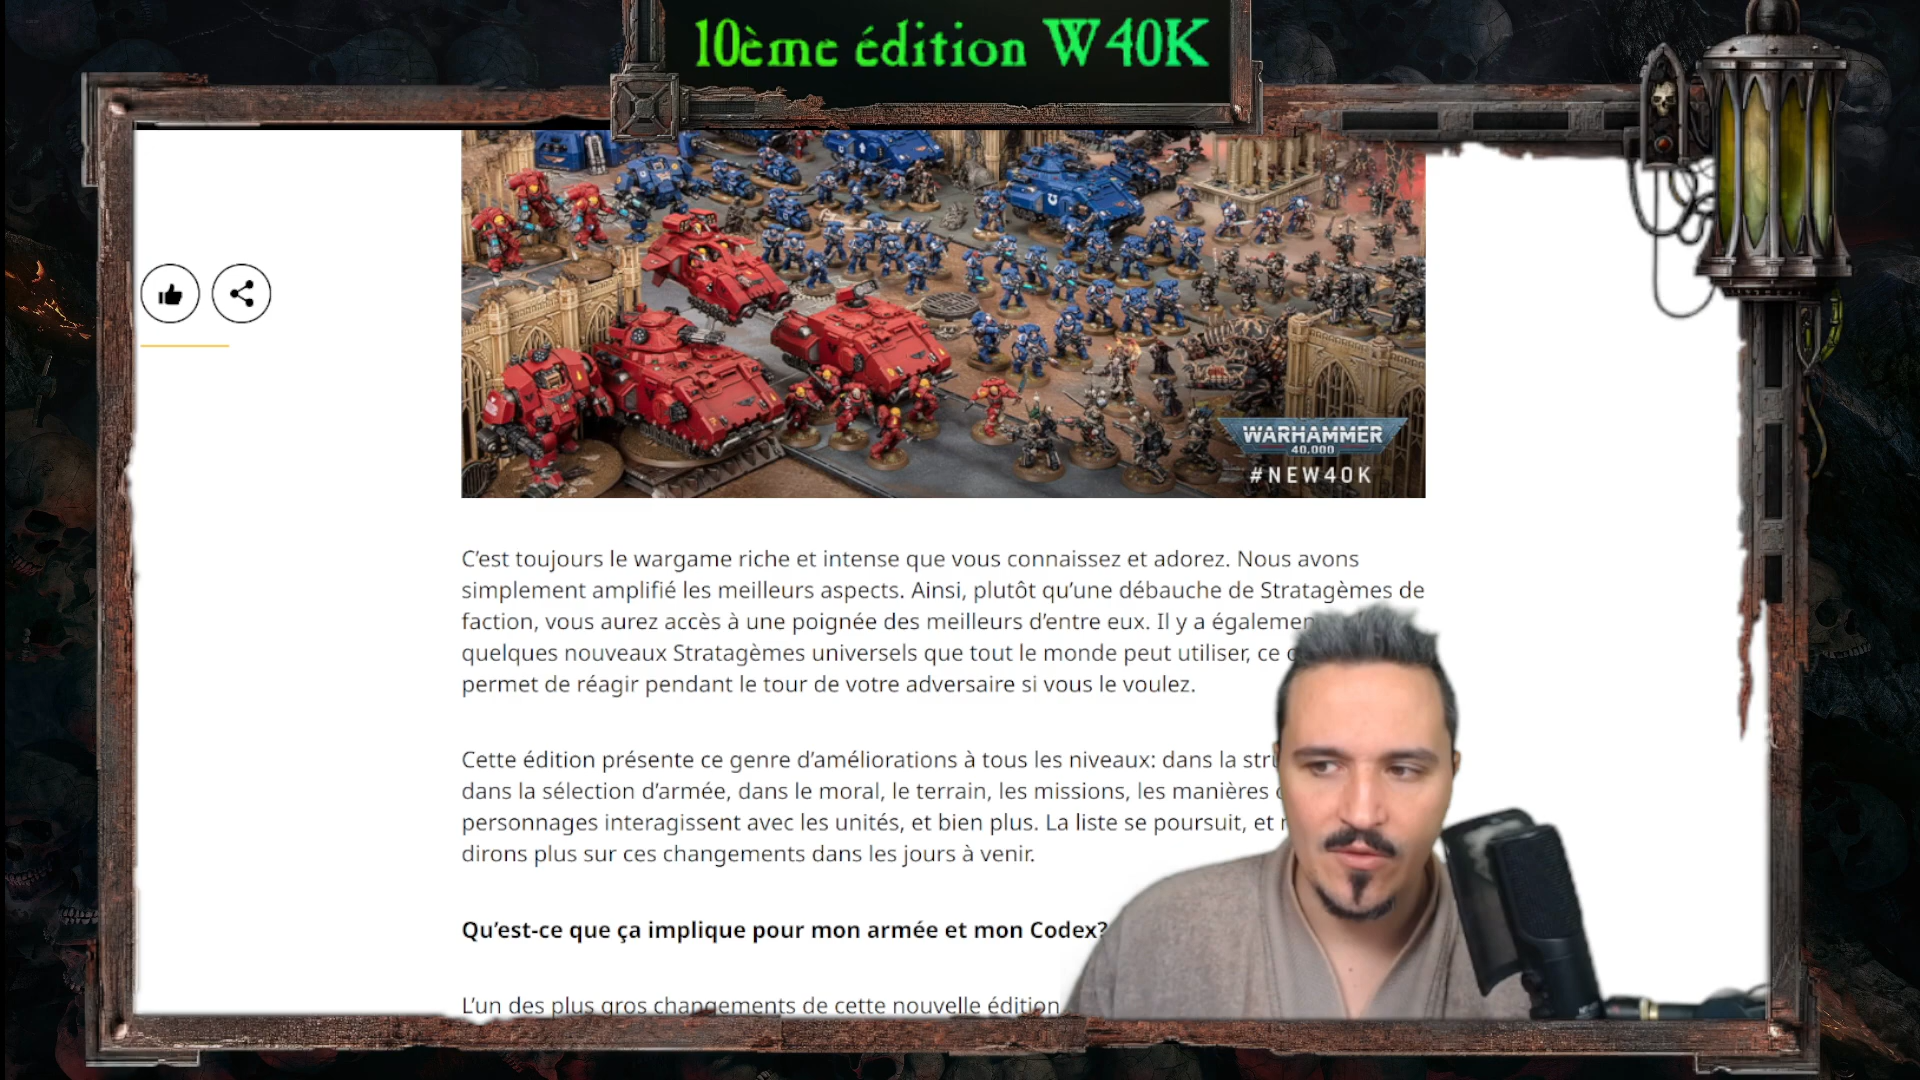 10ème édition W40K
WARHAMMER
40,000
#NEW40K
C’est toujours le wargame riche et intense que vous connaissez et adorez. Nous avons
simplement amplifié les meilleurs aspects. Ainsi, plutôt qu’une débauche de Stratagèmes de
faction, vous aurez accès à une poignée des meilleurs d’entre eux. Il y a
quelques nouveaux Stratagèmes universels que tout le monde peut utiliser, ce
permet de réagir pendant le tour de votre adversaire si vous le voulez.
Cette édition présente ce genre d’améliorations à tous les niveaux: dans la
dans la sélection d’armée, dans le moral, le terrain, les missions, les manières
personnages interagissent avec les unités, et bien plus. La liste se poursuit, et
dirons plus sur ces changements dans les jours à venir.
Qu’est-ce que ça implique pour mon armée et mon Codex?
L’un des plus gros changements de cette nouvelle édition